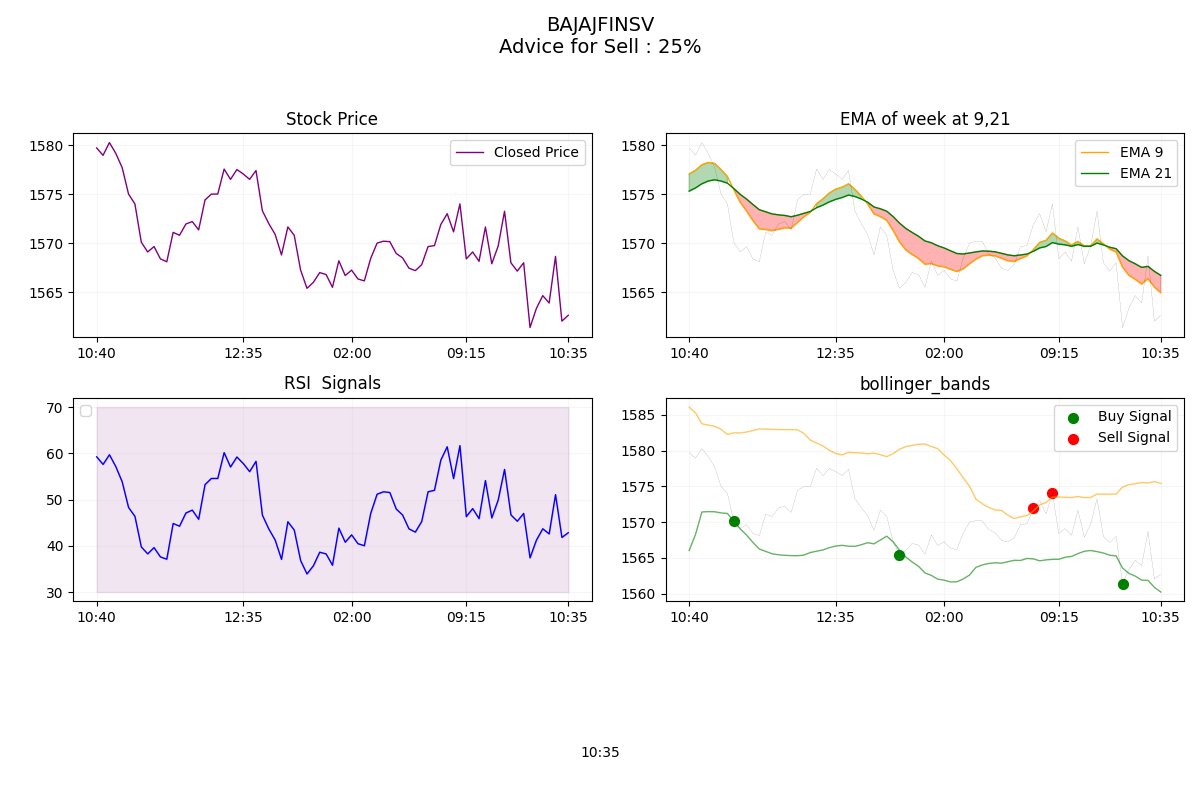 BAJAJFINSV
Advice for Sell : 25%
Stock Price
1580
1575
1570
1565
Closed Price
10:40 12:35 02:00 09:15 10:35
EMA of week at 9,21
1580
1575
1570
1565
EMA 9
EMA 21
10:40 12:35 02:00 09:15 10:35
RSI  Signals
70
60
50
40
30
10:40 12:35 02:00 09:15 10:35
bollinger_bands
1585
1580
1575
1570
1565
1560
Buy Signal
Sell Signal
10:40 12:35 02:00 09:15 10:35
10:35